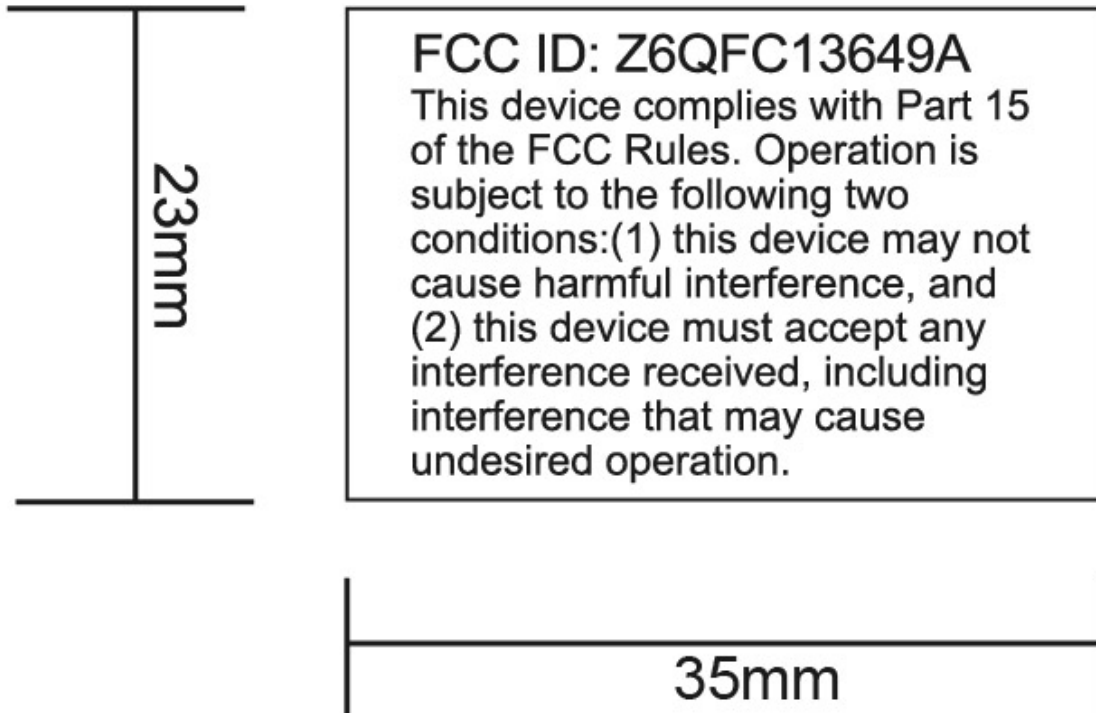 23mm
FCC ID: Z6QFC13649A
This device complies with Part 15
of the FCC Rules. Operation is
subject to the following two
conditions:(1) this device may not
cause harmful interference, and
(2) this device must accept any
interference received, including
interference that may cause
undesired operation.
35mm